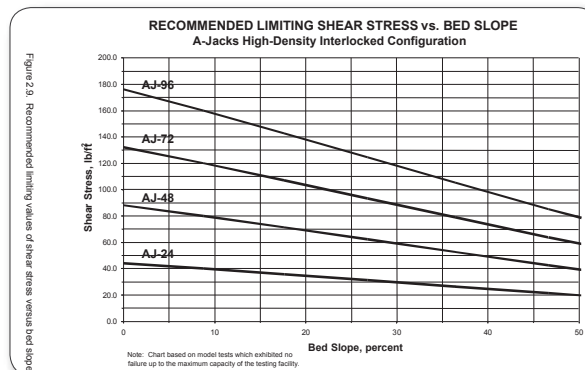 RECOMMENDED LIMITING SHEAR STRESS vs. BED SLOPE
A-Jacks High-Density Interlocked Configuration
Shear Stress, lb/ft²
200.0
180.0
160.0
140.0
120.0
100.0
80.0
60.0
40.0
20.0
0.0
AJ-96
AJ-72
AJ-48
AJ-24
0
10
20
30
40
50
Bed Slope, percent
Note: Chart based on model tests which exhibited no
failure up to the maximum capacity of the testing facility.
Figure 2.9. Recommended limiting values of shear stress versus bed slope